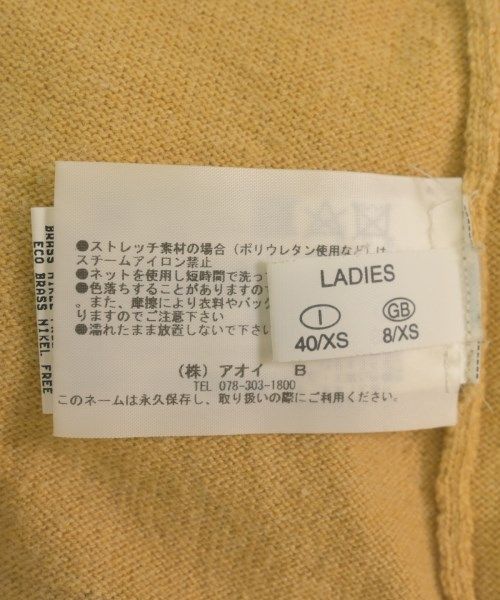 ●ストレッチ素材の場合（ポリウレタン使用など）は
スチームアイロン禁止
●ネットを使用し短時間で洗っ
●色落ちすることがありますの
。また、摩擦により衣料やバッグ
りますのでご注意下さい
●濡れたまま放置しないで下
（株）アオイ B
TEL 078-303-1800
このネームは永久保存し、取り扱いの際にご利用下さい。
LADIES
I GB
40/XS 8/XS
BRASS NIKEL FREE
ECO BRASS NIKEL FREE